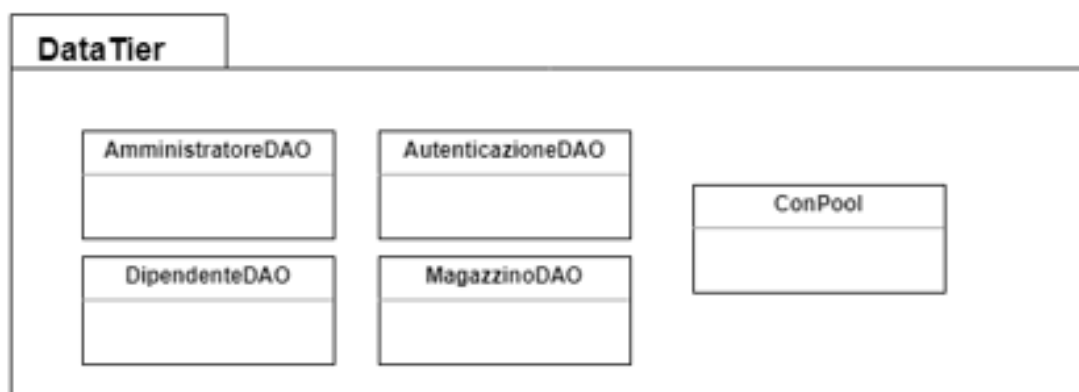 DataTier
AmministratoreDAO
AutenticazioneDAO
ConPool
DipendenteDAO
MagazzinoDAO